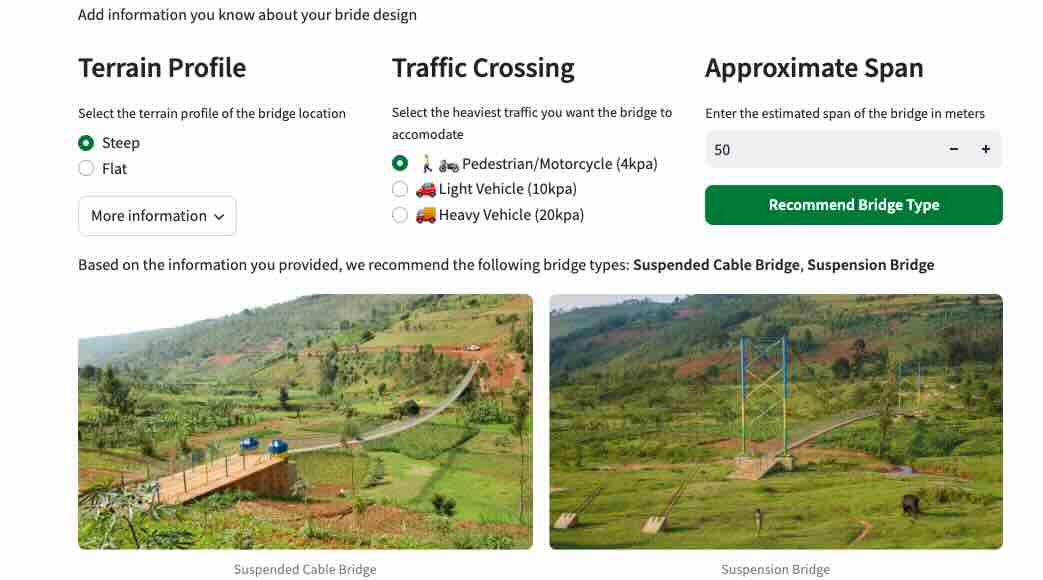 Add information you know about your bride design
Terrain Profile
Select the terrain profile of the bridge location
Steep
Flat
More information
Traffic Crossing
Select the heaviest traffic you want the bridge to
accomodate
Pedestrian/Motorcycle (4kpa)
Light Vehicle (10kpa)
Heavy Vehicle (20kpa)
Approximate Span
Enter the estimated span of the bridge in meters
50
Recommend Bridge Type
Based on the information you provided, we recommend the following bridge types: Suspended Cable Bridge, Suspension Bridge
Suspended Cable Bridge
Suspension Bridge